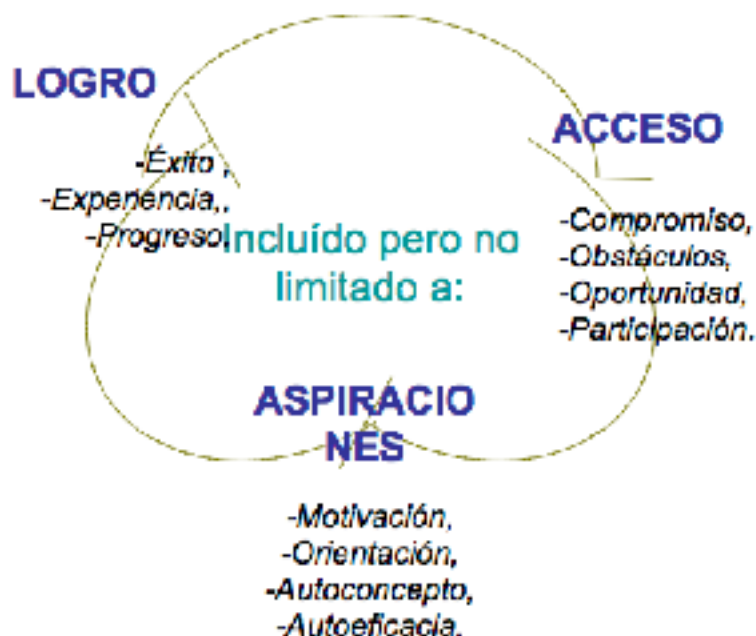 LOGRO
-Éxito,
-Experiencia,,
-Progreso,
ACCESO
-Compromiso,
-Obstáculos,
-Oportunidad,
-Participación.
Incluído pero no
limitado a:
ASPIRACIO
NES
-Motivación,
-Orientación,
-Autoconcepto,
-Autoeficacia.